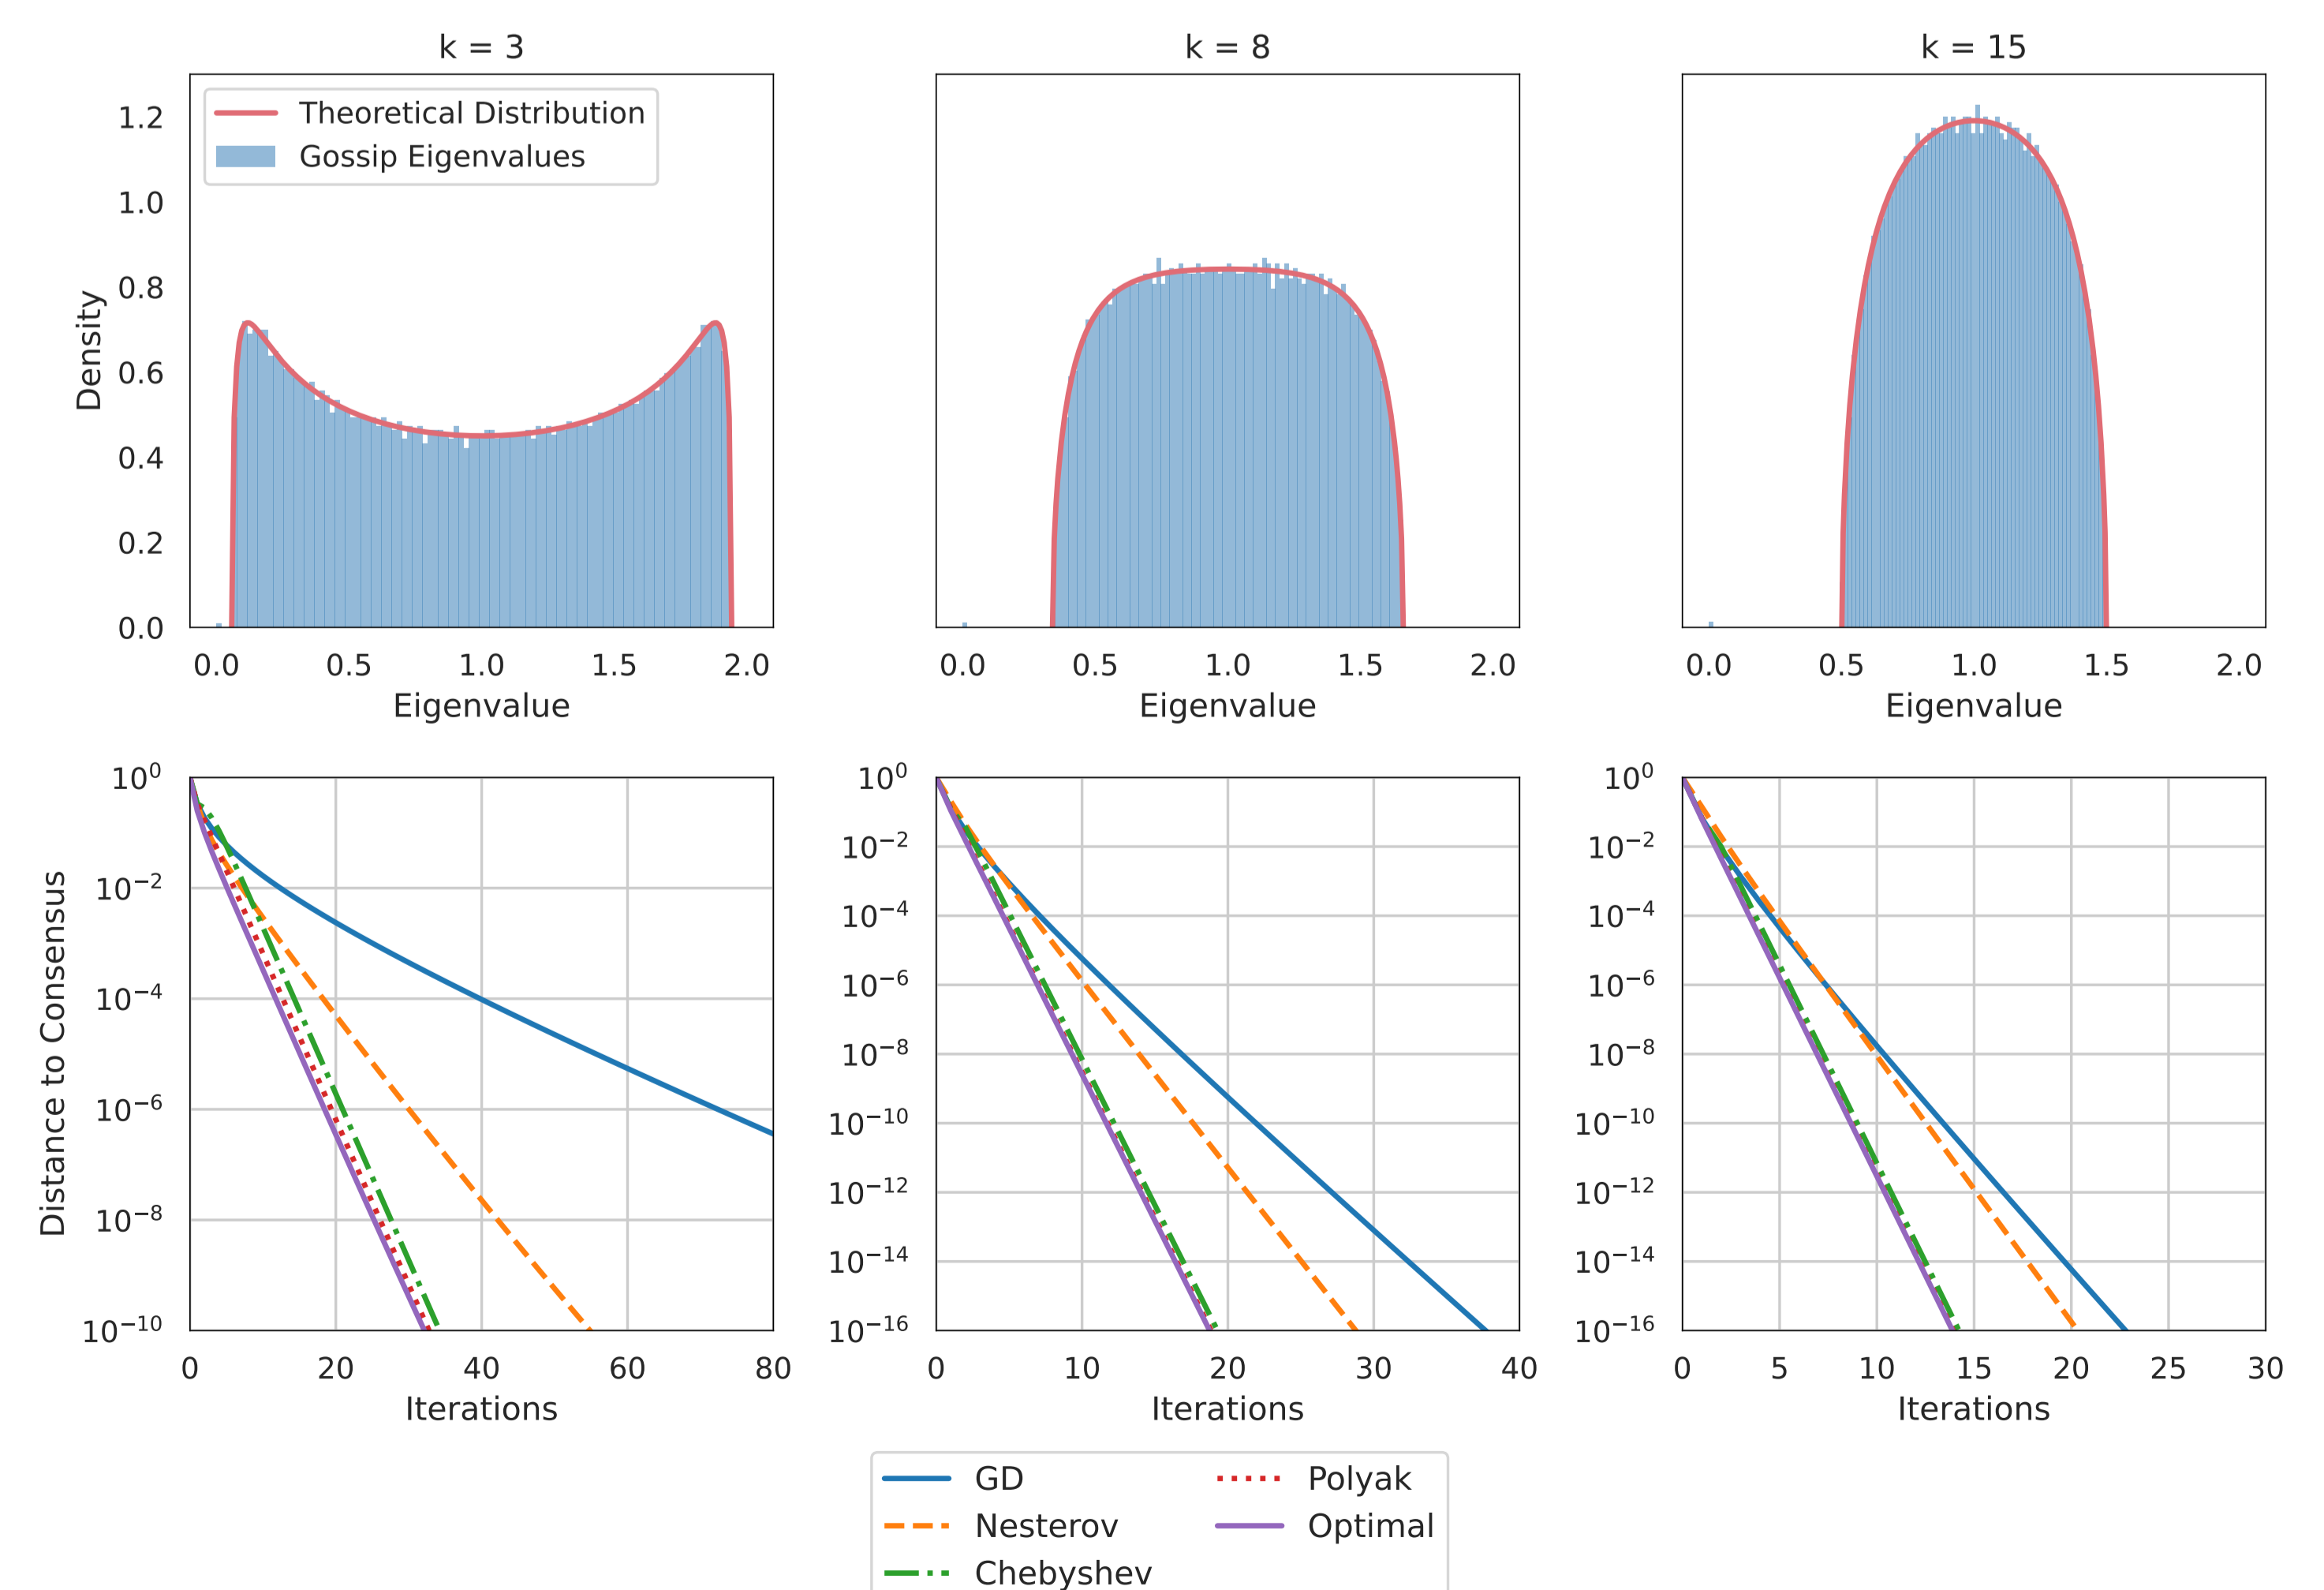 k = 3
k = 8
k = 15
Theoretical Distribution
Gossip Eigenvalues
Density
1.2
1.0
0.8
0.6
0.4
0.2
0.0
0.0 0.5 1.0 1.5 2.0
Eigenvalue
0.0 0.5 1.0 1.5 2.0
Eigenvalue
0.0 0.5 1.0 1.5 2.0
Eigenvalue
Distance to Consensus
10⁰
10⁻²
10⁻⁴
10⁻⁶
10⁻⁸
10⁻¹⁰
0 20 40 60 80
Iterations
10⁰
10⁻²
10⁻⁴
10⁻⁶
10⁻⁸
10⁻¹⁰
10⁻¹²
10⁻¹⁴
10⁻¹⁶
0 10 20 30 40
Iterations
10⁰
10⁻²
10⁻⁴
10⁻⁶
10⁻⁸
10⁻¹⁰
10⁻¹²
10⁻¹⁴
10⁻¹⁶
0 5 10 15 20 25 30
Iterations
GD
Nesterov
Chebyshev
Polyak
Optimal